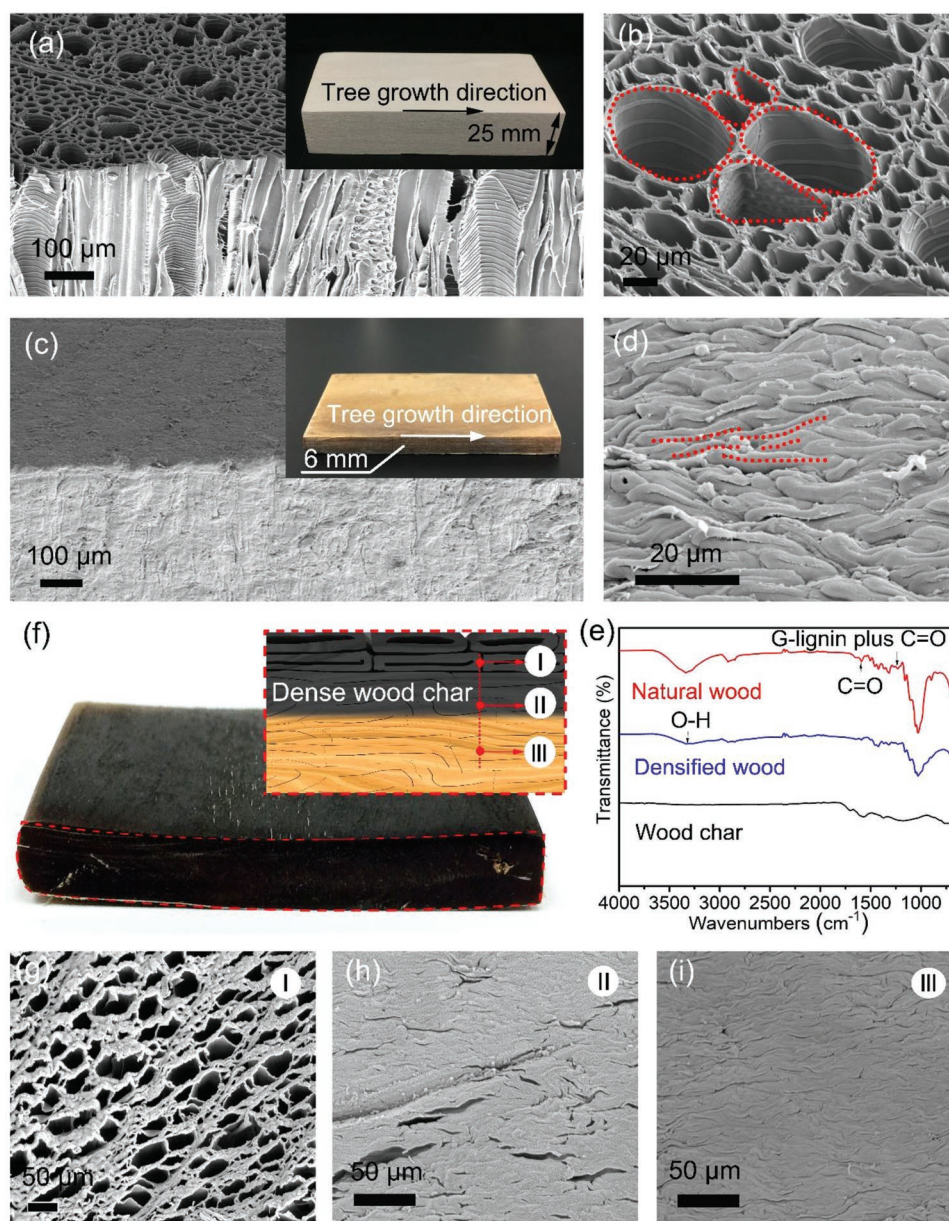 (a)
Tree growth direction
25 mm
100 µm
(b)
20 µm
(c)
Tree growth direction
6 mm
100 µm
(d)
20 µm
(f)
Dense wood char
I
II
III
(e)
G-lignin plus C=O
C=O
Natural wood
O-H
Densified wood
Wood char
Transmittance (%)
4000 3500 3000 2500 2000 1500 1000
Wavenumbers (cm⁻¹)
(g)
I
50 µm
(h)
II
50 µm
(i)
III
50 µm